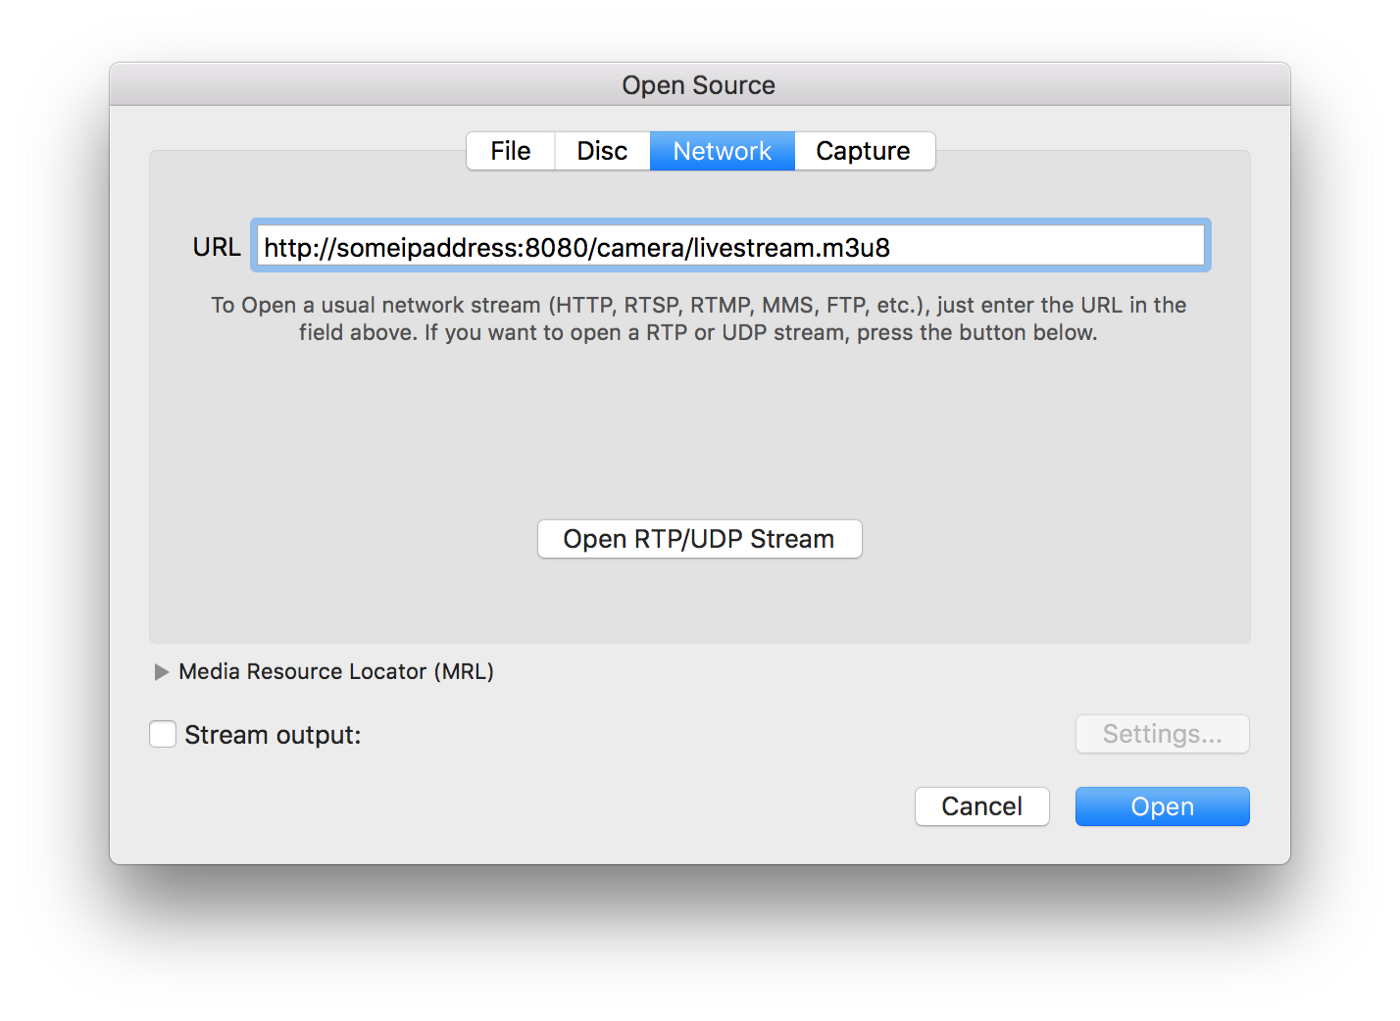 Open Source
File Disc Network Capture
URL http://someipaddress:8080/camera/livestream.m3u8
To Open a usual network stream (HTTP, RTSP, RTMP, MMS, FTP, etc.), just enter the URL in the
field above. If you want to open a RTP or UDP stream, press the button below.
Open RTP/UDP Stream
Media Resource Locator (MRL)
Stream output:
Settings...
Cancel Open